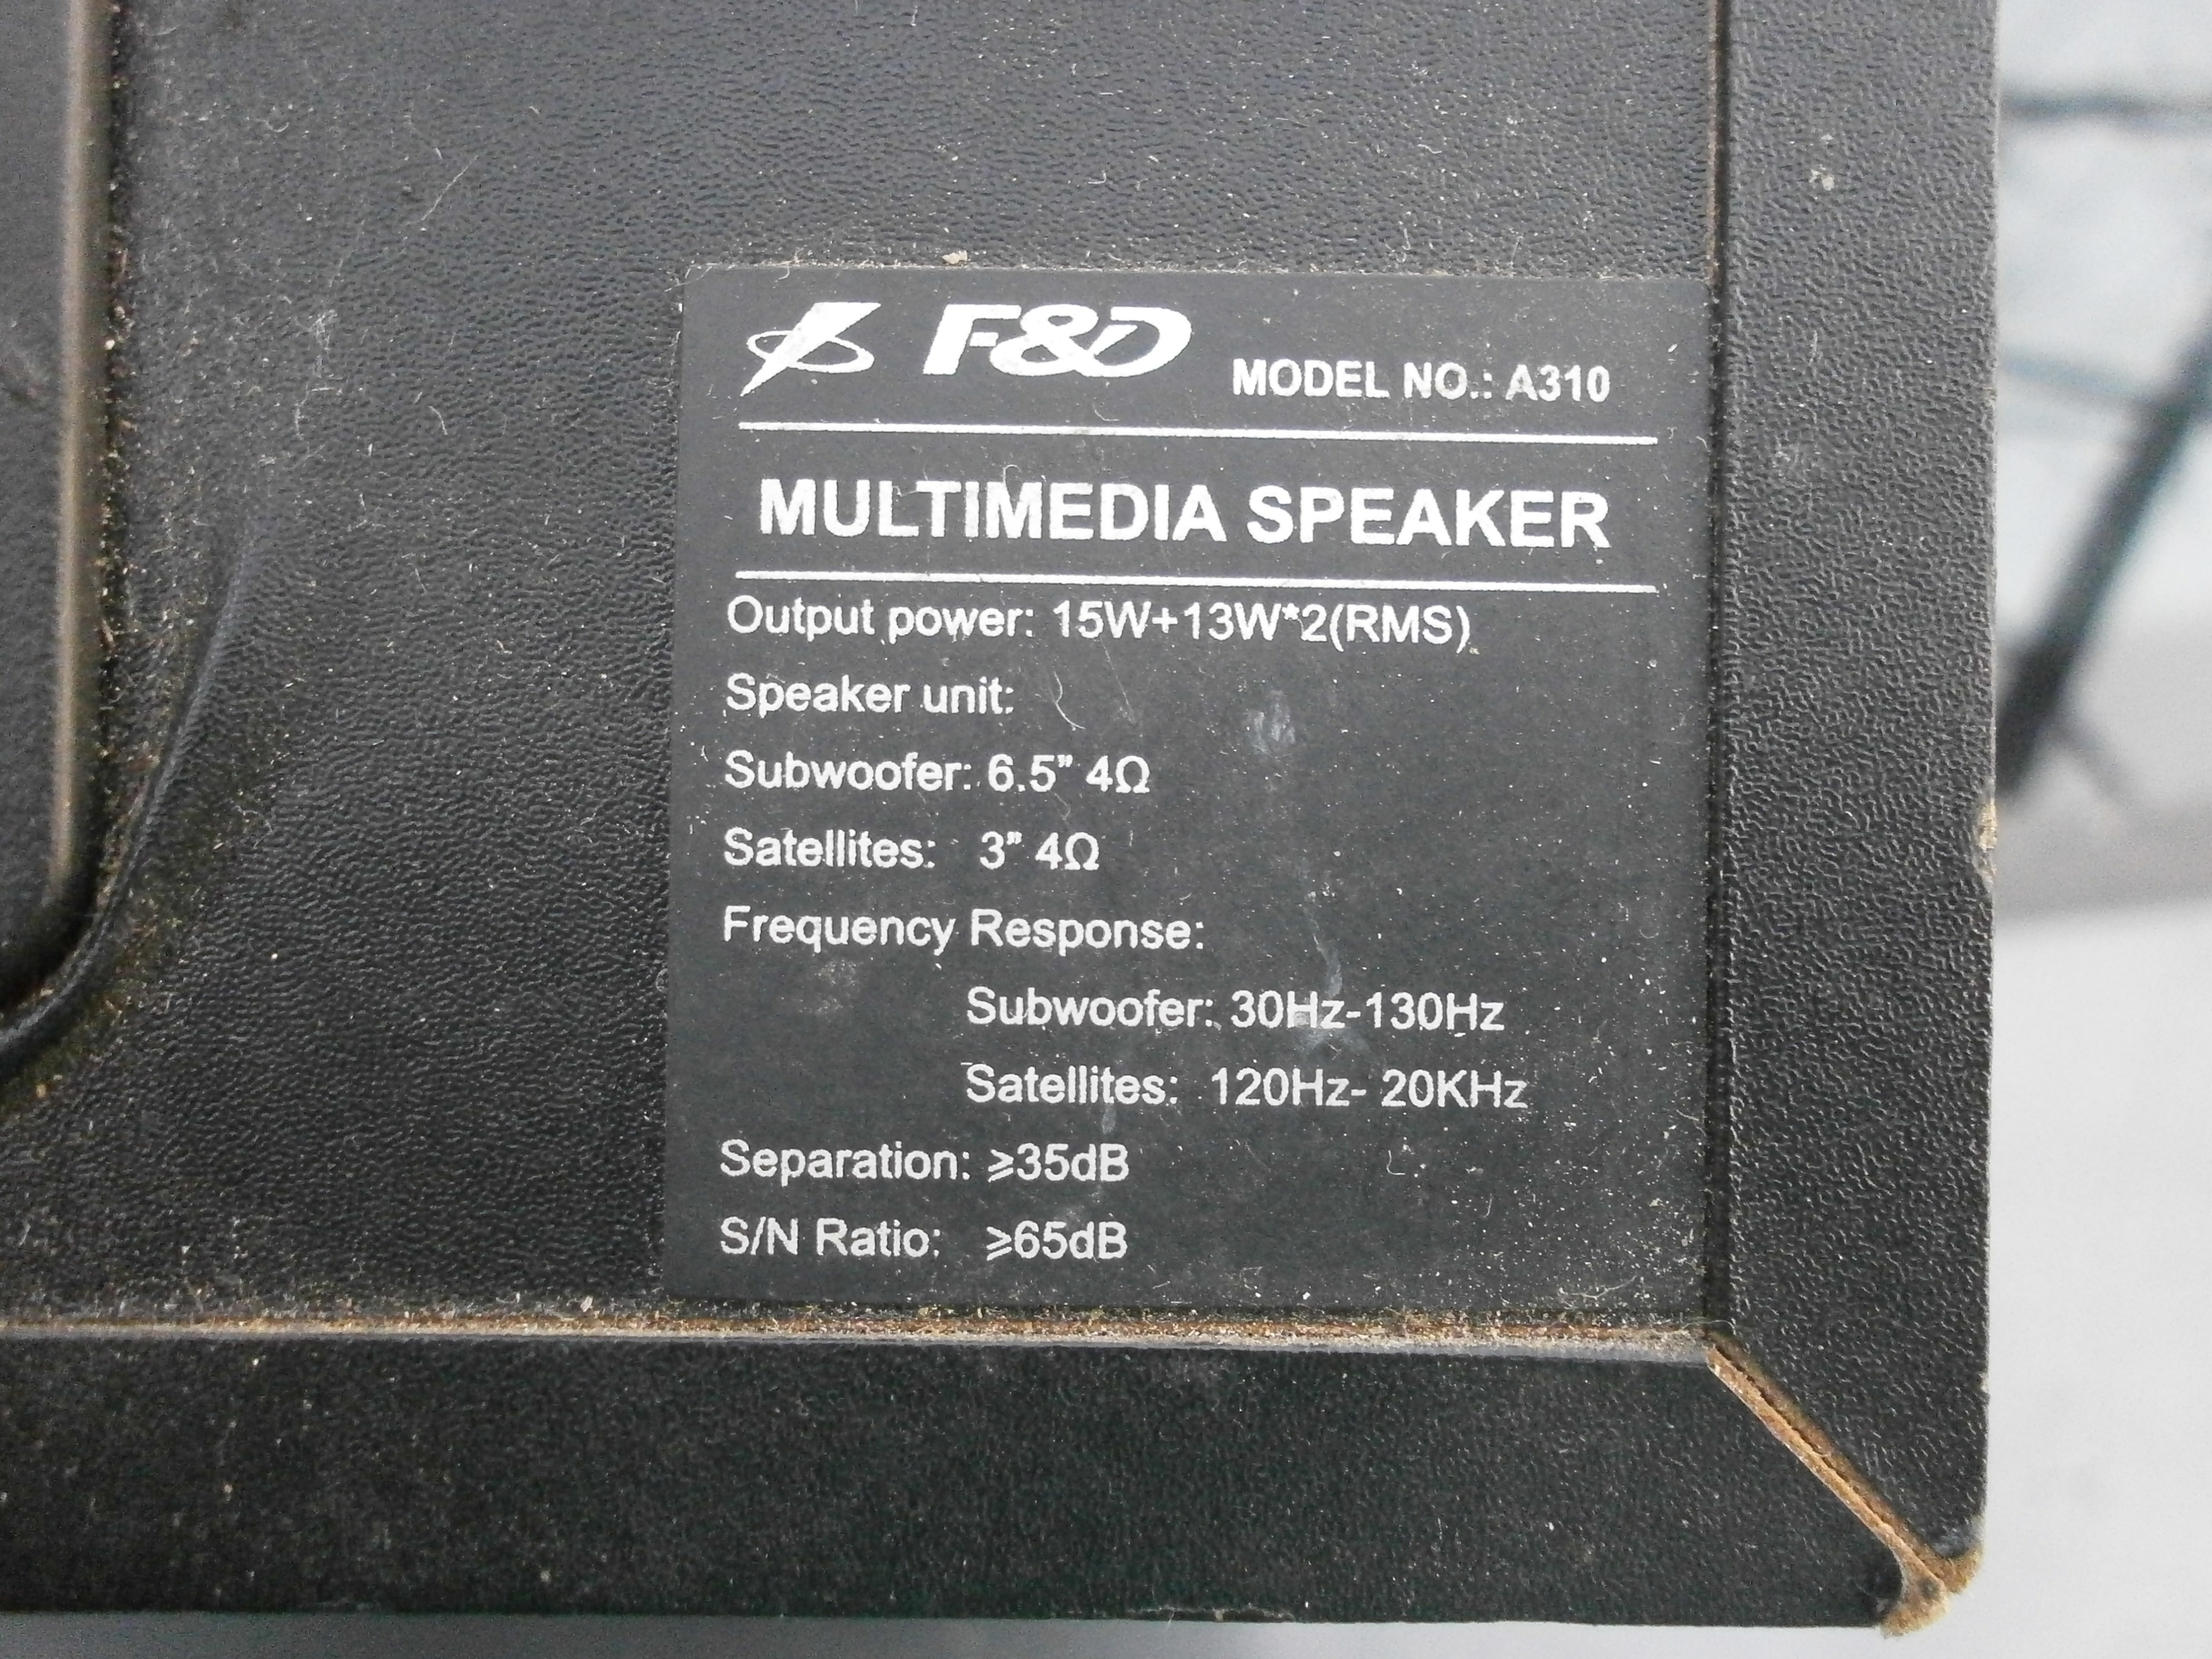 F&D MODEL NO.: A310
MULTIMEDIA SPEAKER
Output power: 15W+13W*2(RMS)
Speaker unit:
Subwoofer: 6.5” 4Ω
Satellites: 3” 4Ω
Frequency Response:
Subwoofer: 30Hz-130Hz
Satellites: 120Hz- 20KHz
Separation: ⩾35dB
S/N Ratio: ⩾65dB